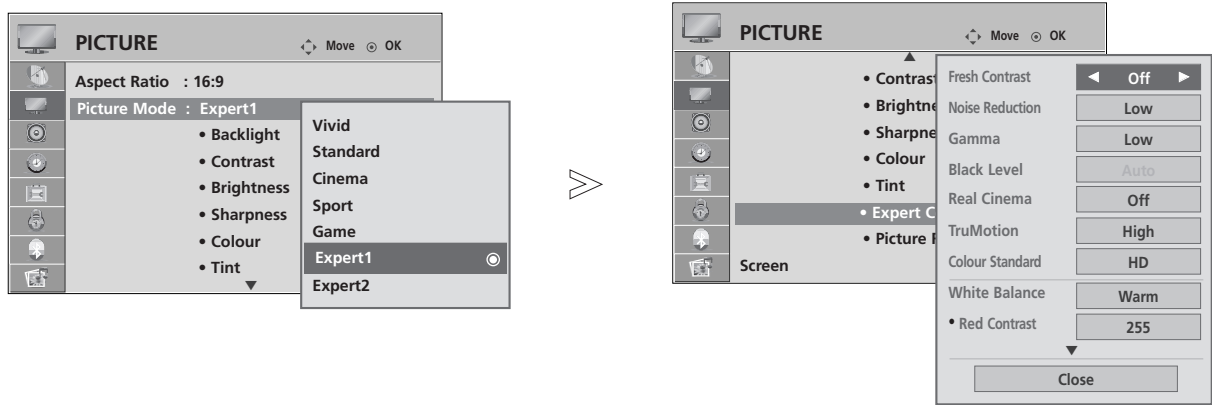 PICTURE
Move OK
Aspect Ratio : 16:9
Picture Mode : Expert1
• Backlight
• Contrast
• Brightness
• Sharpness
• Colour
• Tint
Vivid
Standard
Cinema
Sport
Game
Expert1
Expert2
PICTURE
Move OK
• Contrast
• Brightne
• Sharpne
• Colour
• Tint
• Expert C
• Picture
Screen
Fresh Contrast Off
Noise Reduction Low
Gamma Low
Black Level Auto
Real Cinema Off
TruMotion High
Colour Standard HD
White Balance Warm
• Red Contrast 255
Close